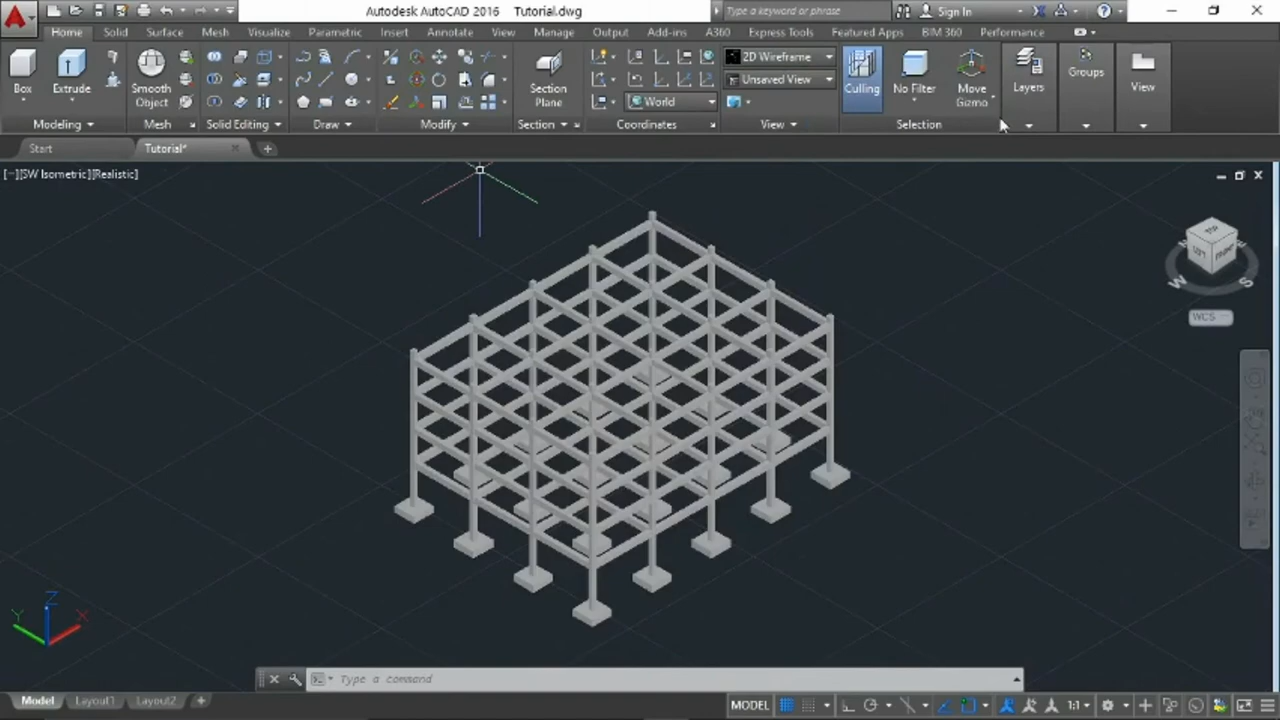 Autodesk AutoCAD 2016 Tutorial.dwg
Type a keyword or phrase
Sign In
Home Solid Surface Mesh Visualize Parametric Insert Annotate View Manage Output Add-ins A360 Express Tools Featured Apps BIM 360 Performance
Box
Extrude
Smooth Object
Section Plane
World
2D Wireframe
Unsaved View
Culling
No Filter
Move Gizmo
Layers
Groups
View
Modeling Mesh Solid Editing Draw Modify Section Coordinates View Selection
Start Tutorial*
[−][SW Isometric][Realistic]
TOP
LEFT FRONT
W S
WCS
Z
Y X
Type a command
Model Layout1 Layout2
MODEL 1:1